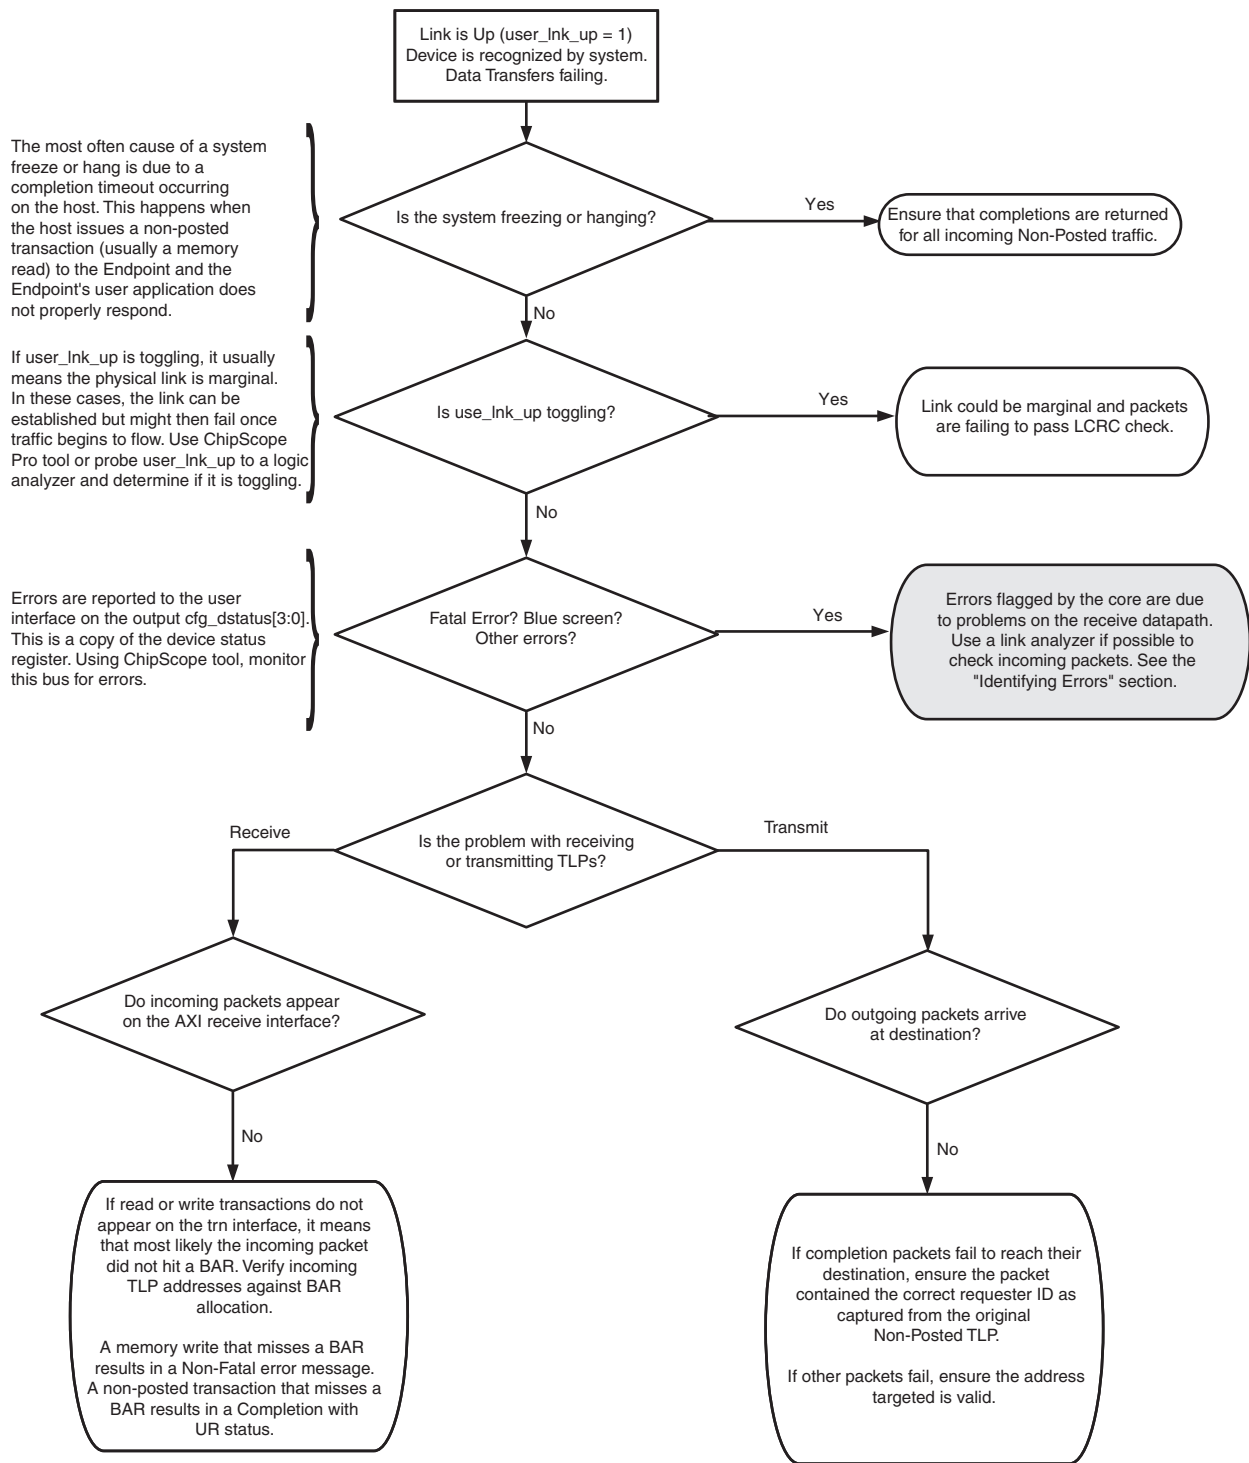 Link is Up (user_lnk_up = 1)
Device is recognized by system.
Data Transfers failing.
The most often cause of a system
freeze or hang is due to a
completion timeout occurring
on the host. This happens when
the host issues a non-posted
transaction (usually a memory
read) to the Endpoint and the
Endpoint's user application does
not properly respond.
Is the system freezing or hanging?
Yes
Ensure that completions are returned
for all incoming Non-Posted traffic.
No
If user_lnk_up is toggling, it usually
means the physical link is marginal.
In these cases, the link can be
established but might then fail once
traffic begins to flow. Use ChipScope
Pro tool or probe user_lnk_up to a logic
analyzer and determine if it is toggling.
Is use_lnk_up toggling?
Yes
Link could be marginal and packets
are failing to pass LCRC check.
No
Errors are reported to the user
interface on the output cfg_dstatus[3:0].
This is a copy of the device status
register. Using ChipScope tool, monitor
this bus for errors.
Fatal Error? Blue screen?
Other errors?
Yes
Errors flagged by the core are due
to problems on the receive datapath.
Use a link analyzer if possible to
check incoming packets. See the
"Identifying Errors" section.
No
Is the problem with receiving
or transmitting TLPs?
Receive
Transmit
Do incoming packets appear
on the AXI receive interface?
Do outgoing packets arrive
at destination?
No
No
If read or write transactions do not
appear on the trn interface, it means
that most likely the incoming packet
did not hit a BAR. Verify incoming
TLP addresses against BAR
allocation.
A memory write that misses a BAR
results in a Non-Fatal error message.
A non-posted transaction that misses a
BAR results in a Completion with
UR status.
If completion packets fail to reach their
destination, ensure the packet
contained the correct requester ID as
captured from the original
Non-Posted TLP.
If other packets fail, ensure the address
targeted is valid.